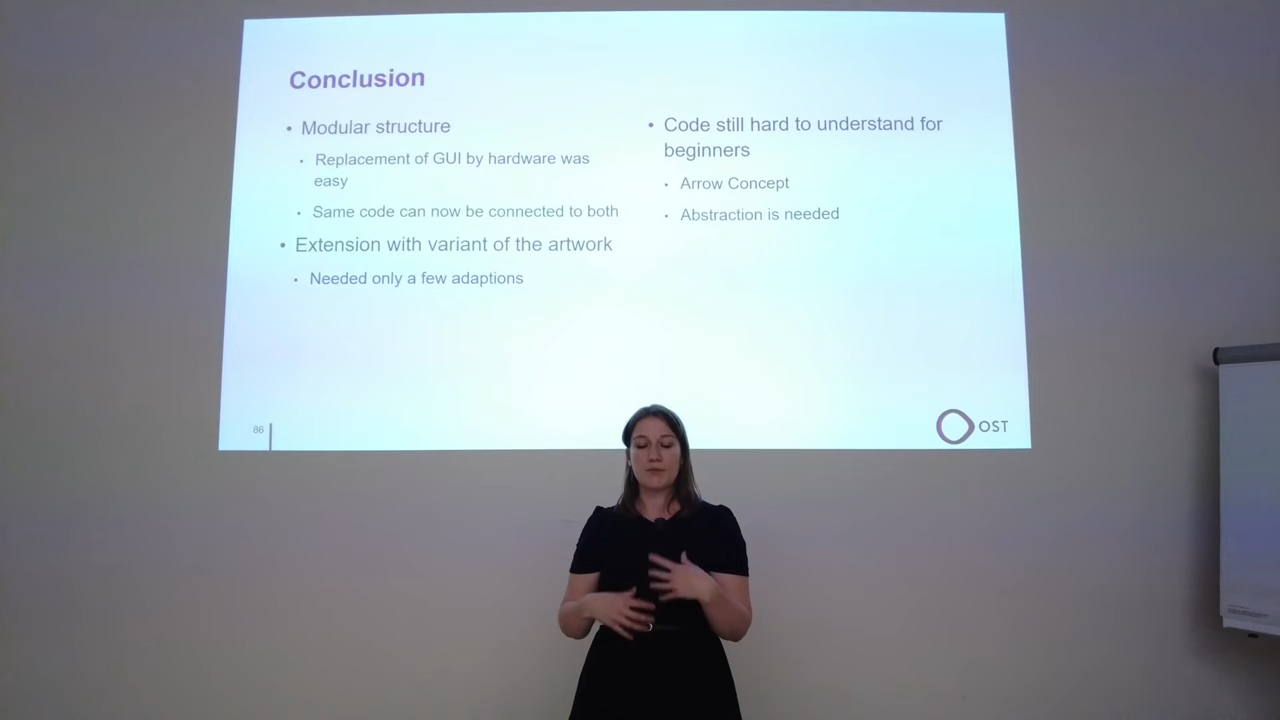 Conclusion
• Modular structure
• Replacement of GUI by hardware was
easy
• Same code can now be connected to both
• Extension with variant of the artwork
• Needed only a few adaptions
• Code still hard to understand for
beginners
• Arrow Concept
• Abstraction is needed
86
OST